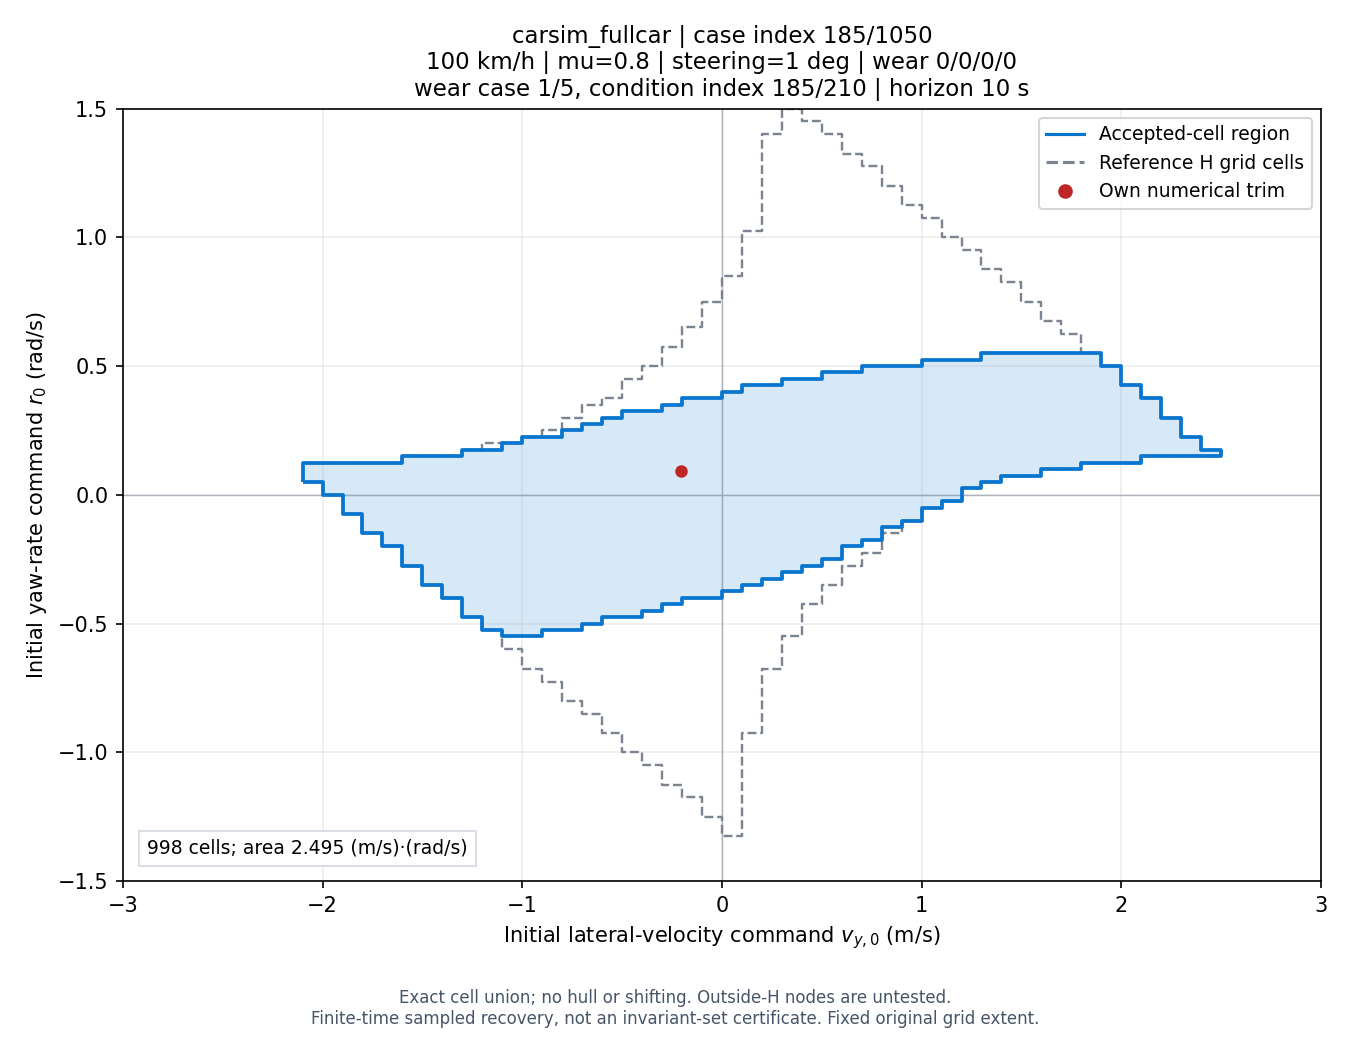 carsim_fullcar | case index 185/1050
100 km/h | mu=0.8 | steering=1 deg | wear 0/0/0/0
wear case 1/5, condition index 185/210 | horizon 10 s
1.5
1.0
0.5
0.0
−0.5
−1.0
−1.5
Initial yaw-rate command r₀ (rad/s)
Accepted-cell region
Reference H grid cells
Own numerical trim
998 cells; area 2.495 (m/s)·(rad/s)
−3 −2 −1 0 1 2 3
Initial lateral-velocity command v_{y,0} (m/s)
Exact cell union; no hull or shifting. Outside-H nodes are untested.
Finite-time sampled recovery, not an invariant-set certificate. Fixed original grid extent.